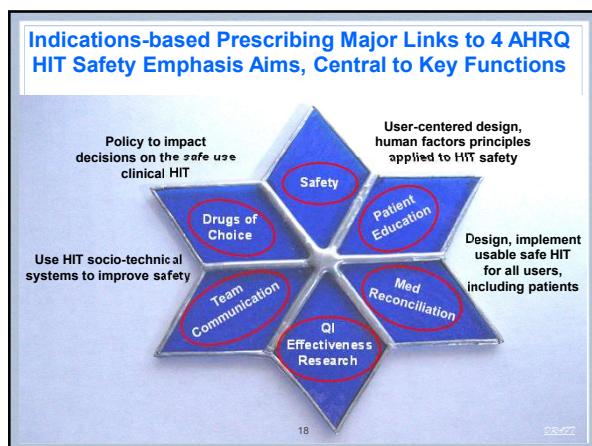 Indications-based Prescribing Major Links to 4 AHRQ
HIT Safety Emphasis Aims, Central to Key Functions
Policy to impact
decisions on the safe use
clinical HIT
User-centered design,
human factors principles
applied to HIT safety
Safety
Drugs of
Choice
Patient
Education
Use HIT socio-technical
systems to improve safety
Design, implement
usable safe HIT
for all users,
including patients
Team
Communication
Med
Reconciliation
QI
Effectiveness
Research
18